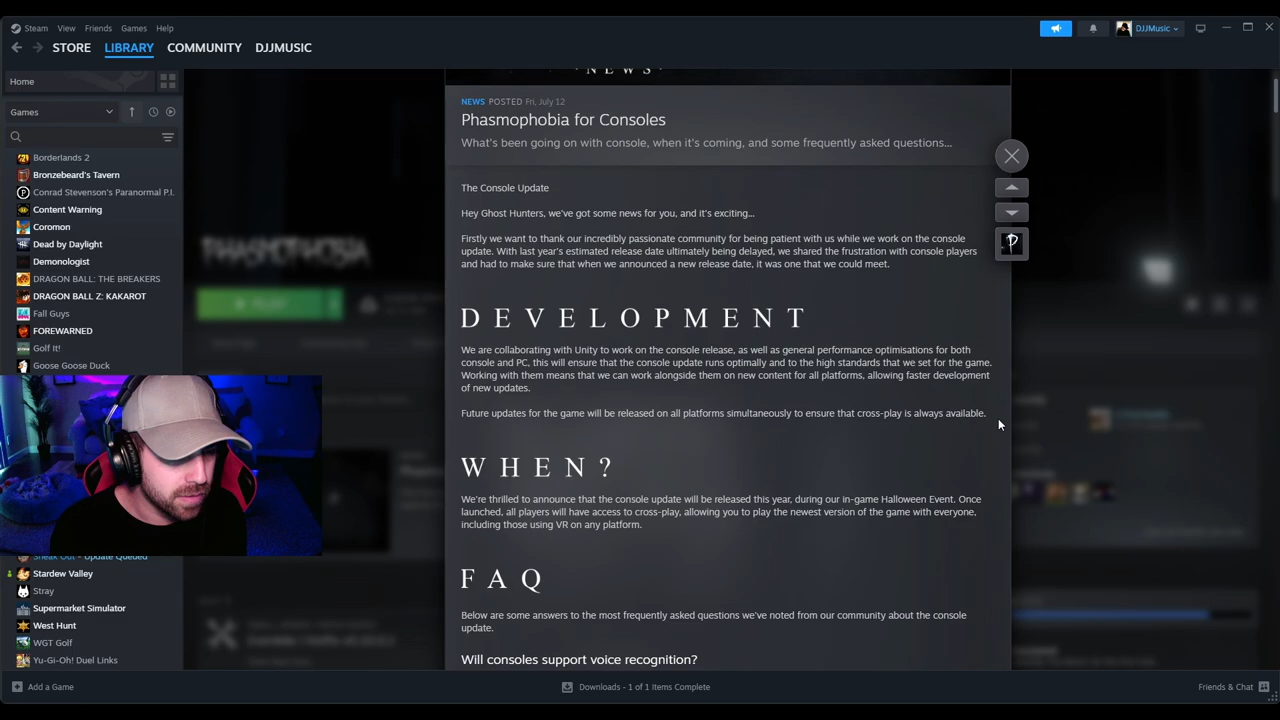 Steam View Friends Games Help
DJJMusic
STORE LIBRARY COMMUNITY DJJMUSIC
Home
NEWS
Games
NEWS POSTED Fri, July 12
Phasmophobia for Consoles
What's been going on with console, when it's coming, and some frequently asked questions...
Borderlands 2
Bronzebeard's Tavern
Conrad Stevenson's Paranormal P.I.
Content Warning
Coromon
Dead by Daylight
Demonologist
DRAGON BALL: THE BREAKERS
DRAGON BALL Z: KAKAROT
Fall Guys
FOREWARNED
Golf It!
Goose Goose Duck
PHASMOPHOBIA
PLAY
The Console Update
Hey Ghost Hunters, we've got some news for you, and it's exciting...
Firstly we want to thank our incredibly passionate community for being patient with us while we work on the console
update. With last year's estimated release date ultimately being delayed, we shared the frustration with console players
and had to make sure that when we announced a new release date, it was one that we could meet.
DEVELOPMENT
We are collaborating with Unity to work on the console release, as well as general performance optimisations for both
console and PC, this will ensure that the console update runs optimally and to the high standards that we set for the game.
Working with them means that we can work alongside them on new content for all platforms, allowing faster development
of new updates.
Future updates for the game will be released on all platforms simultaneously to ensure that cross-play is always available.
WHEN?
We're thrilled to announce that the console update will be released this year, during our in-game Halloween Event. Once
launched, all players will have access to cross-play, allowing you to play the newest version of the game with everyone,
including those using VR on any platform.
FAQ
Below are some answers to the most frequently asked questions we've noted from our community about the console
update.
Will consoles support voice recognition?
Sneak Out - Update Queued
Stardew Valley
Stray
Supermarket Simulator
West Hunt
WGT Golf
Yu-Gi-Oh! Duel Links
Add a Game
Downloads - 1 of 1 Items Complete
Friends & Chat